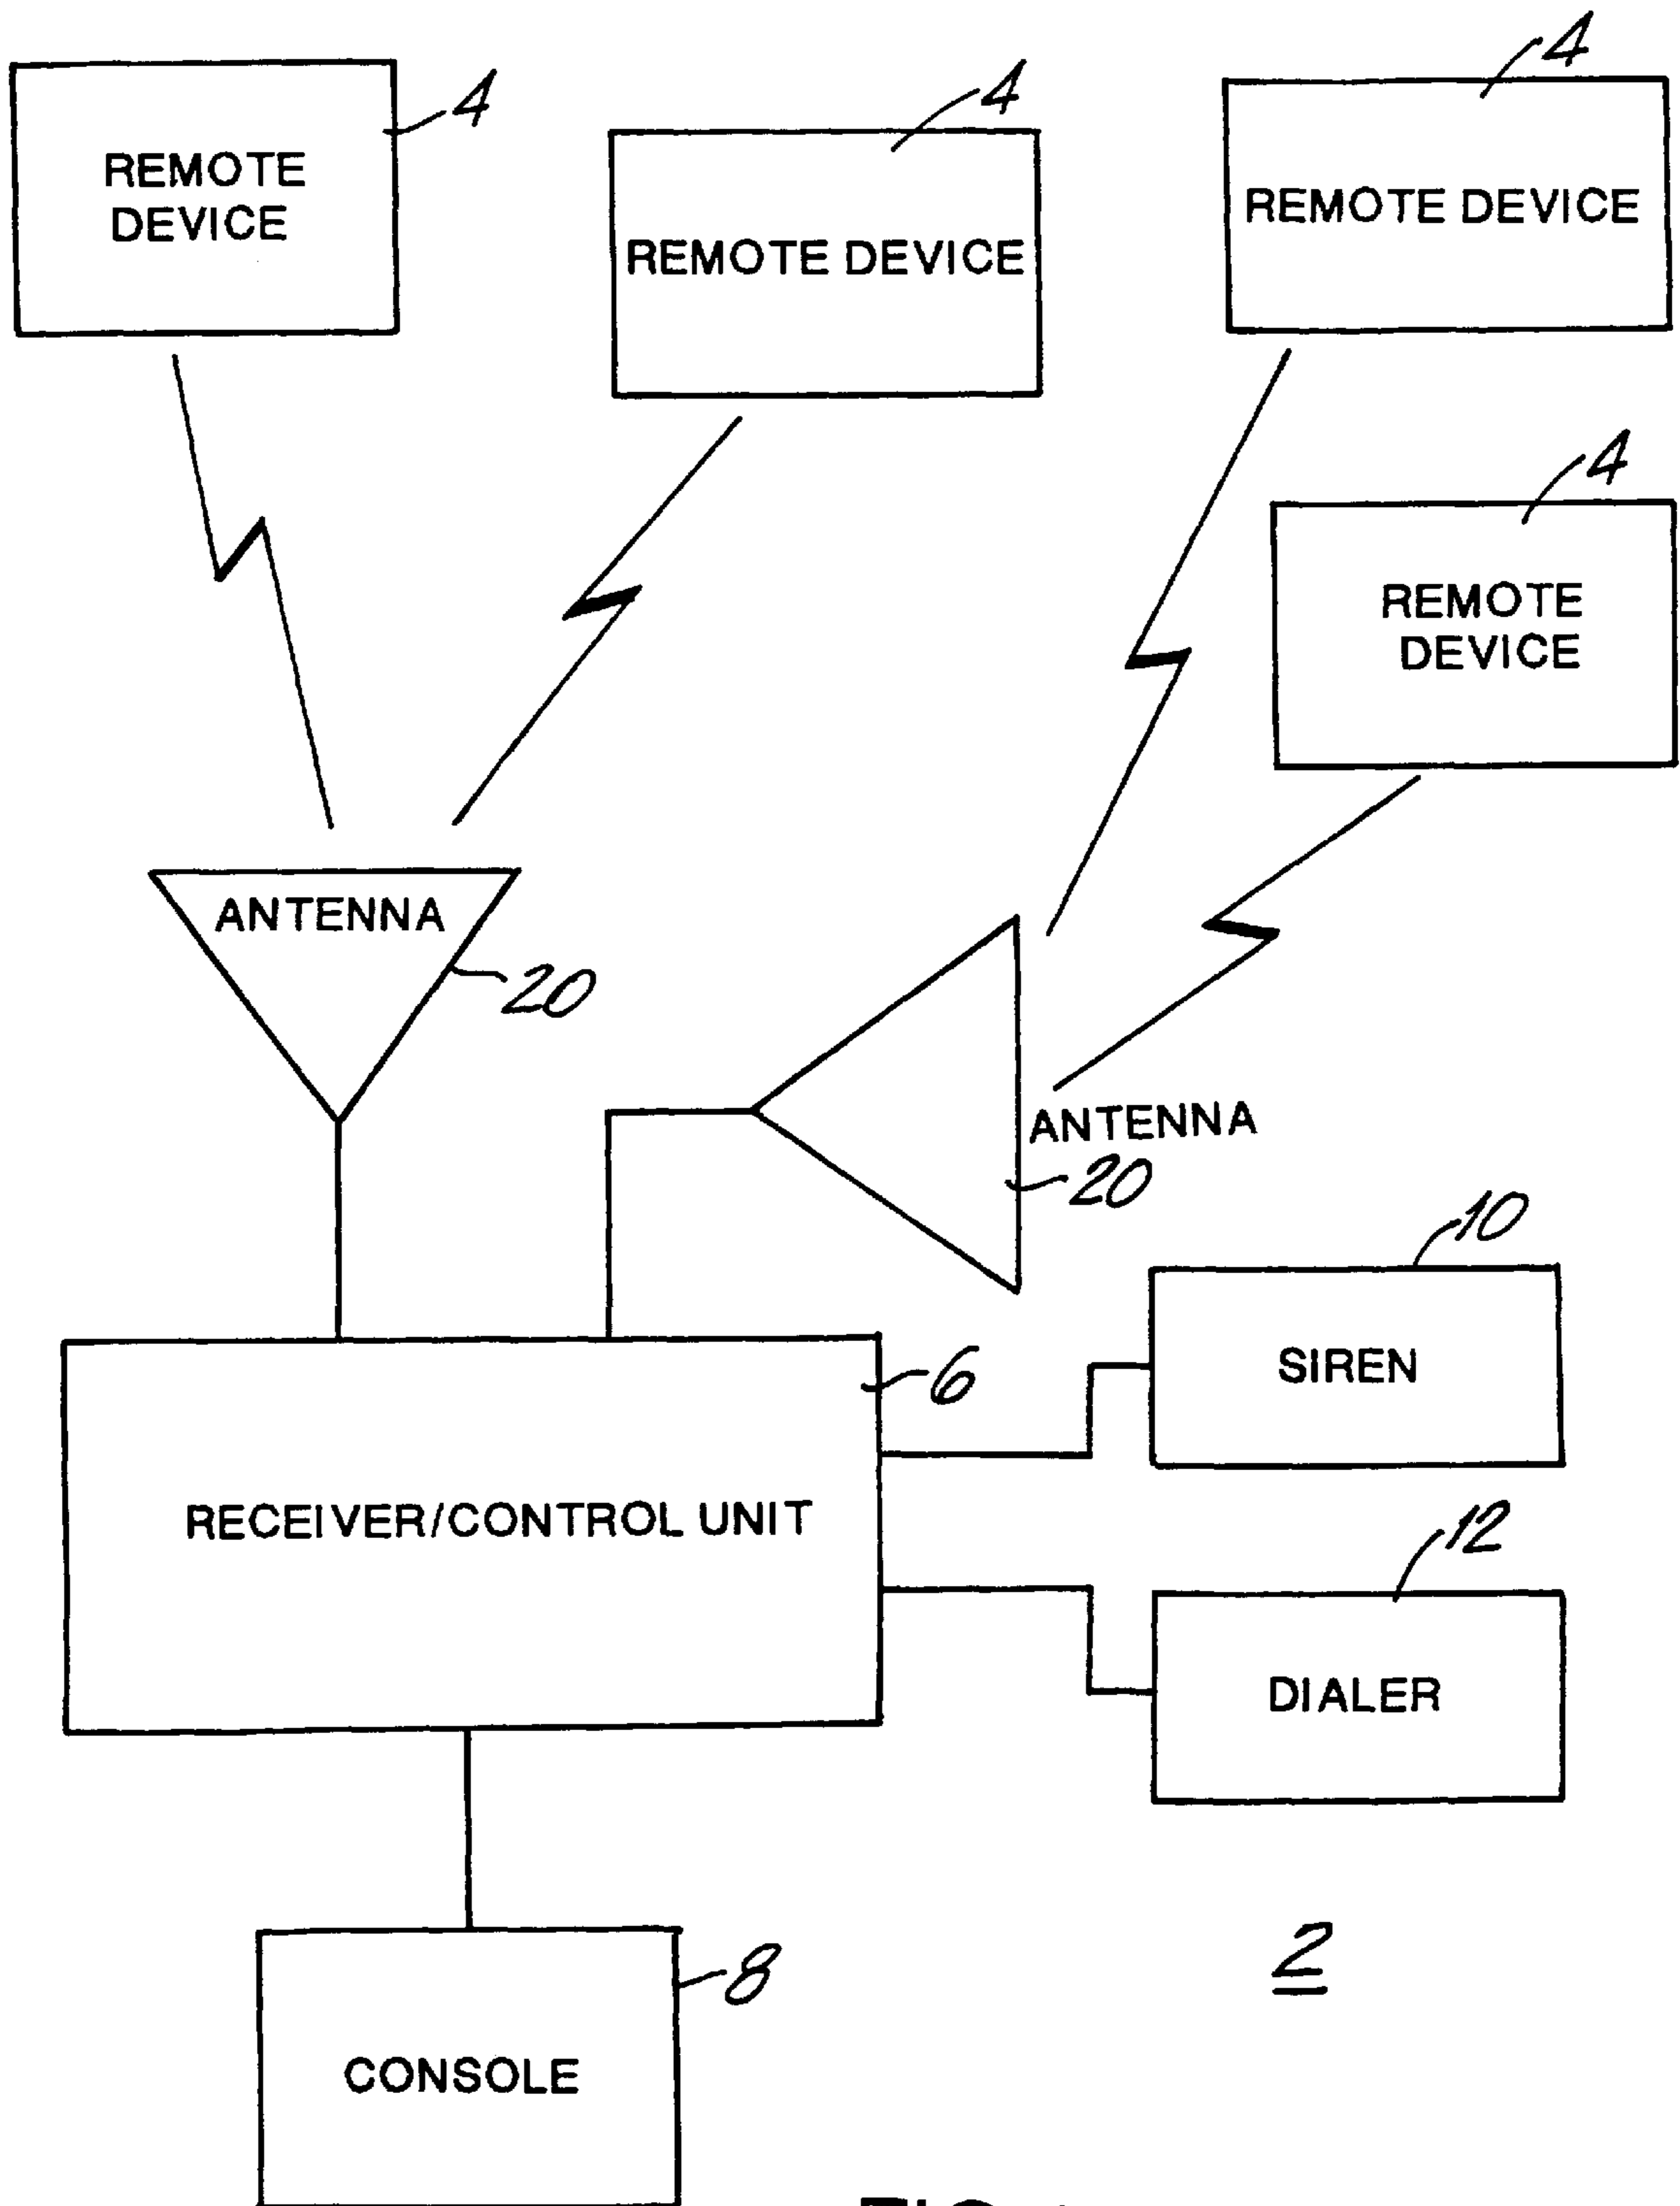 4
4
4
REMOTE
DEVICE
REMOTE DEVICE
REMOTE DEVICE
4
REMOTE
DEVICE
ANTENNA
20
ANTENNA
20
10
SIREN
6
RECEIVER/CONTROL UNIT
12
DIALER
2
8
CONSOLE